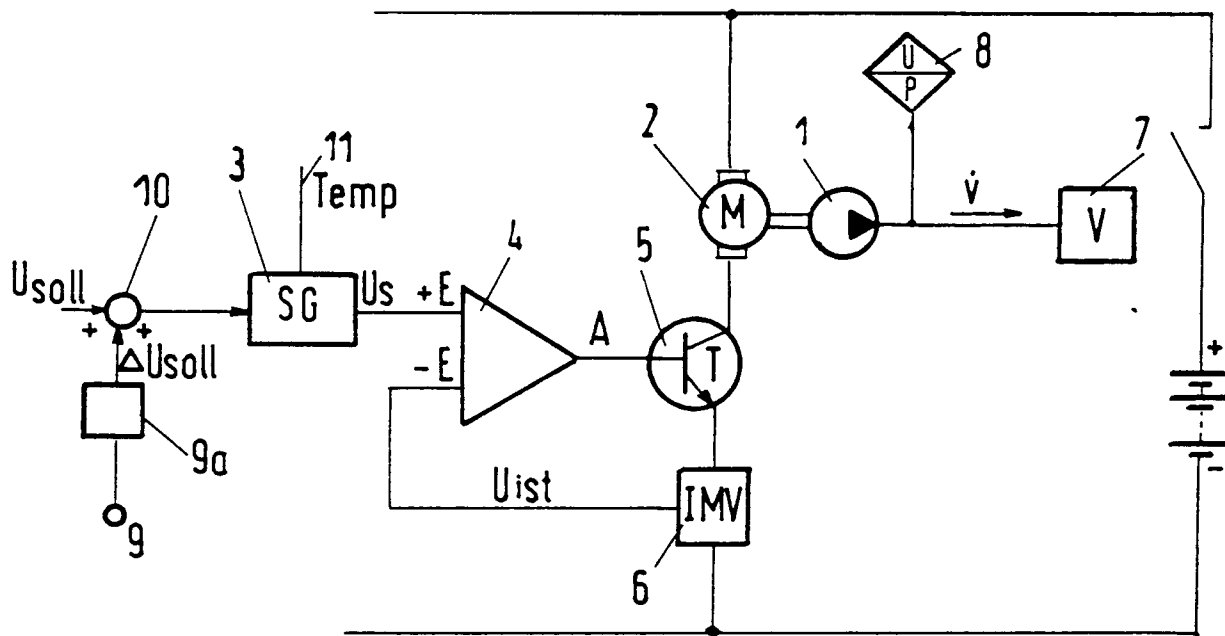 U
P
8
2
1
7
11
3
Temp
10
M
V̇
V
4
5
Usoll
SG
Us
+E
+
+
A
ΔUsoll
-E
T
+
9a
Uist
IMV
-
9
6